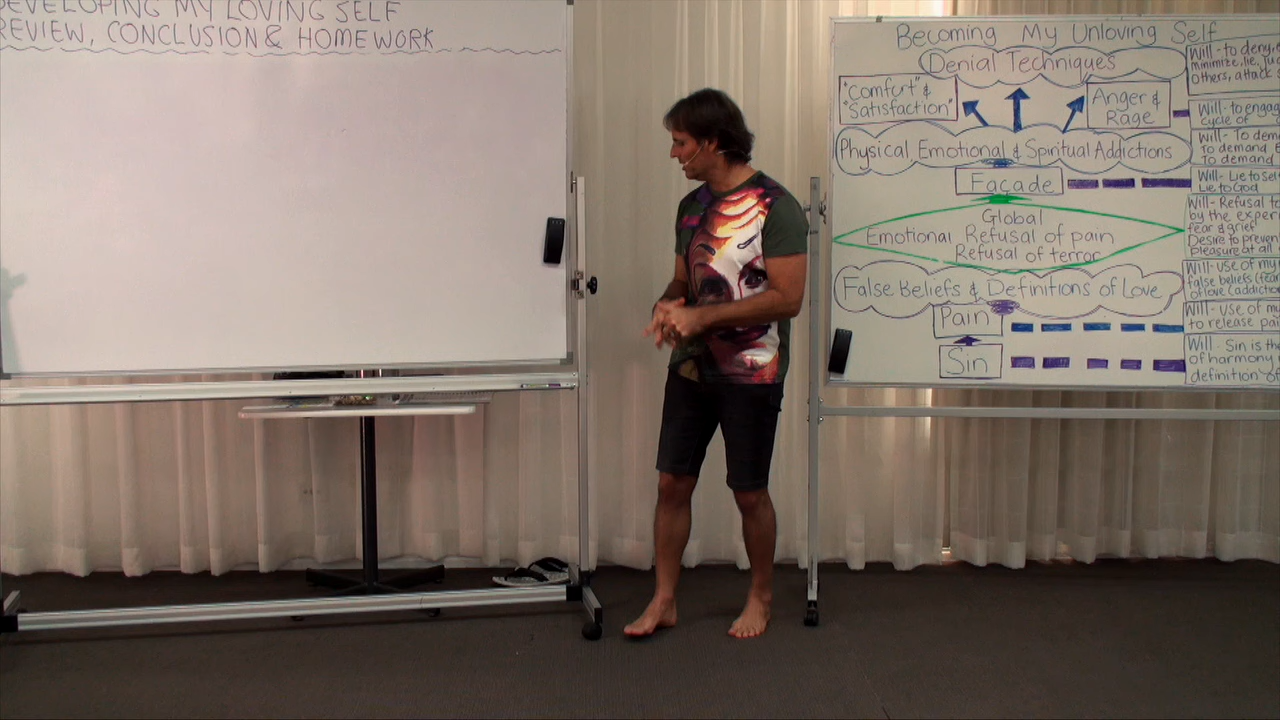 DEVELOPING MY LOVING SELF
REVIEW, CONCLUSION & HOMEWORK
Becoming My Unloving Self
Denial Techniques
"Comfort" &
"Satisfaction"
Anger &
Rage
Physical Emotional & Spiritual Addictions
Façade
Global
Emotional Refusal of pain
Refusal of terror
False Beliefs & Definitions of Love
Pain
Sin
Will - to deny,
minimize, lie,
others, attack
Will - to engag
cycle of
Will - To dem
To demand
To demand
Will - Lie to sel
Lie to God
Will - Refusal to
by the exper
fear & grief
Desire to preven
pleasure at all
Will - use of my
false beliefs (fea
of love (addictio
Will - use of m
to release pai
Will - Sin is th
of harmony
definition of